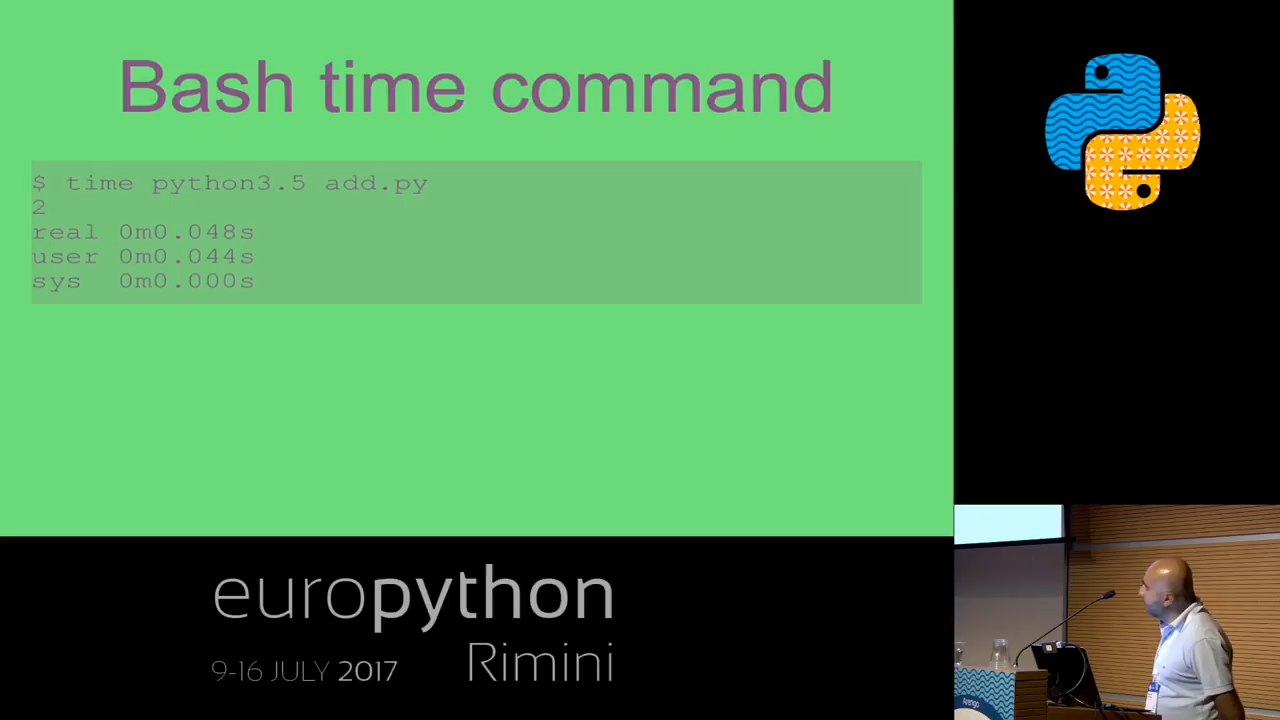 Bash time command
$ time python3.5 add.py
2
real 0m0.048s
user 0m0.044s
sys 0m0.000s
europython
9-16 JULY 2017 Rimini
Arengo